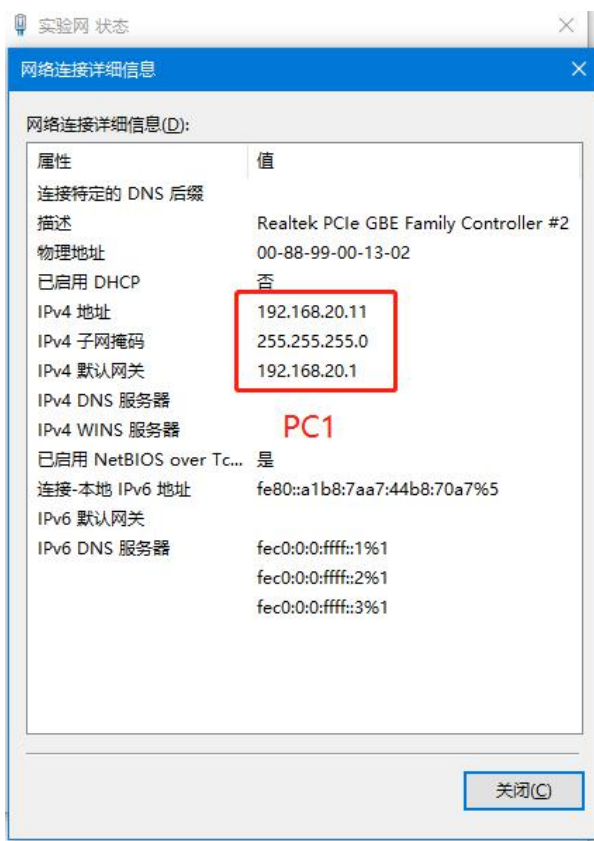 实验网 状态
网络连接详细信息
网络连接详细信息(D):
属性 值
连接特定的 DNS 后缀
描述 Realtek PCIe GBE Family Controller #2
物理地址 00-88-99-00-13-02
已启用 DHCP 否
IPv4 地址 192.168.20.11
IPv4 子网掩码 255.255.255.0
IPv4 默认网关 192.168.20.1
IPv4 DNS 服务器
IPv4 WINS 服务器
PC1
已启用 NetBIOS over Tc... 是
连接-本地 IPv6 地址 fe80::a1b8:7aa7:44b8:70a7%5
IPv6 默认网关
IPv6 DNS 服务器 fec0:0:0:ffff::1%1
fec0:0:0:ffff::2%1
fec0:0:0:ffff::3%1
关闭(C)